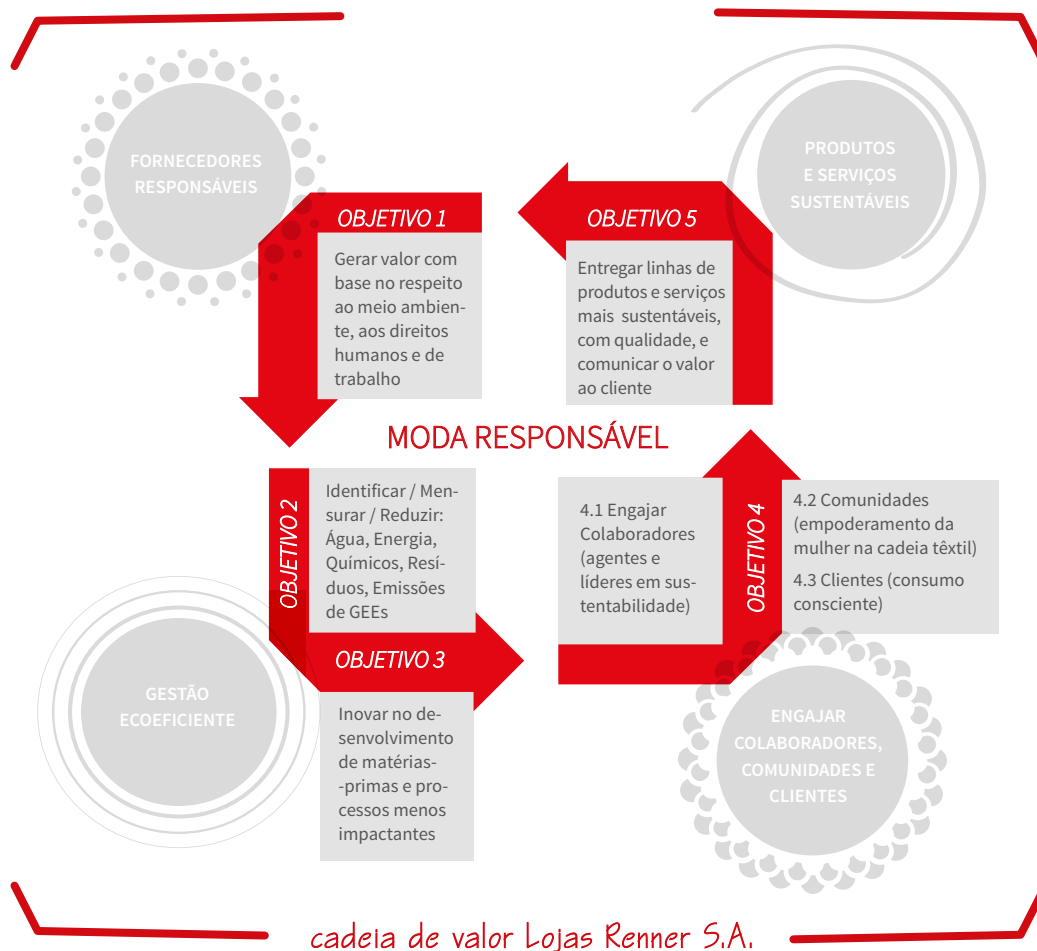 FORNECEDORES
RESPONSÁVEIS
OBJETIVO 1
Gerar valor com
base no respeito
ao meio ambien-
te, aos direitos
humanos e de
trabalho
PRODUTOS
E SERVIÇOS
SUSTENTÁVEIS
OBJETIVO 5
Entregar linhas de
produtos e serviços
mais sustentáveis,
com qualidade, e
comunicar o valor
ao cliente
MODA RESPONSÁVEL
OBJETIVO 2
Identificar / Men-
surar / Reduzir:
Água, Energia,
Químicos, Resí-
duos, Emissões
de GEEs
OBJETIVO 3
Inovar no de-
senvolvimento
de matérias-
-primas e pro-
cessos menos
impactantes
GESTÃO
ECOEFICIENTE
4.1 Engajar
Colaboradores
(agentes e
líderes em sus-
tentabilidade)
OBJETIVO 4
4.2 Comunidades
(empoderamento da
mulher na cadeia têxtil)
4.3 Clientes (consumo
consciente)
ENGAJAR
COLABORADORES,
COMUNIDADES E
CLIENTES
cadeia de valor Lojas Renner S.A.